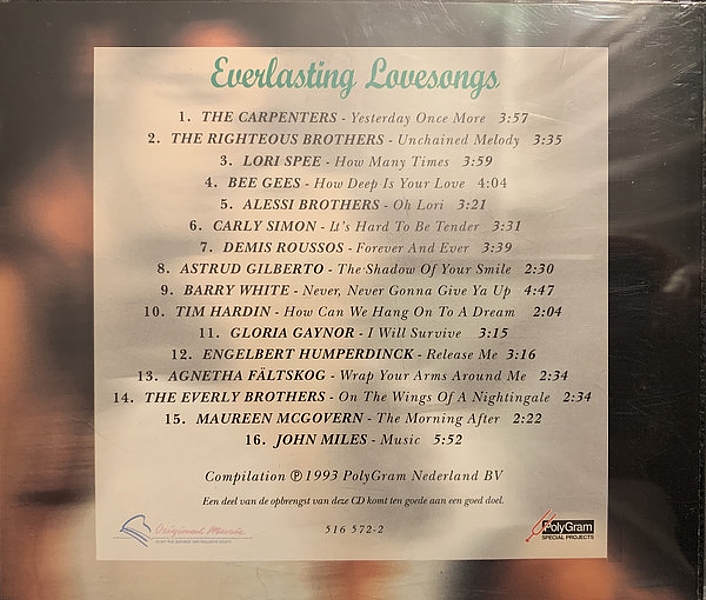 Everlasting Lovesongs
1. THE CARPENTERS - Yesterday Once More 3:57
2. THE RIGHTEOUS BROTHERS - Unchained Melody 3:35
3. LORI SPEE - How Many Times 3:59
4. BEE GEES - How Deep Is Your Love 4:04
5. ALESSI BROTHERS - Oh Lori 3:21
6. CARLY SIMON - It's Hard To Be Tender 3:31
7. DEMIS ROUSSOS - Forever And Ever 3:39
8. ASTRUD GILBERTO - The Shadow Of Your Smile 2:30
9. BARRY WHITE - Never, Never Gonna Give Ya Up 4:47
10. TIM HARDIN - How Can We Hang On To A Dream 2:04
11. GLORIA GAYNOR - I Will Survive 3:15
12. ENGELBERT HUMPERDINCK - Release Me 3:16
13. AGNETHA FÄLTSKOG - Wrap Your Arms Around Me 2:34
14. THE EVERLY BROTHERS - On The Wings Of A Nightingale 2:34
15. MAUREEN MCGOVERN - The Morning After 2:22
16. JOHN MILES - Music 5:52
Compilation ℗ 1993 PolyGram Nederland BV
Een deel van de opbrengst van deze CD komt ten goede aan een goed doel.
Original Music
516 572-2
PolyGram
SPECIAL PROJECTS